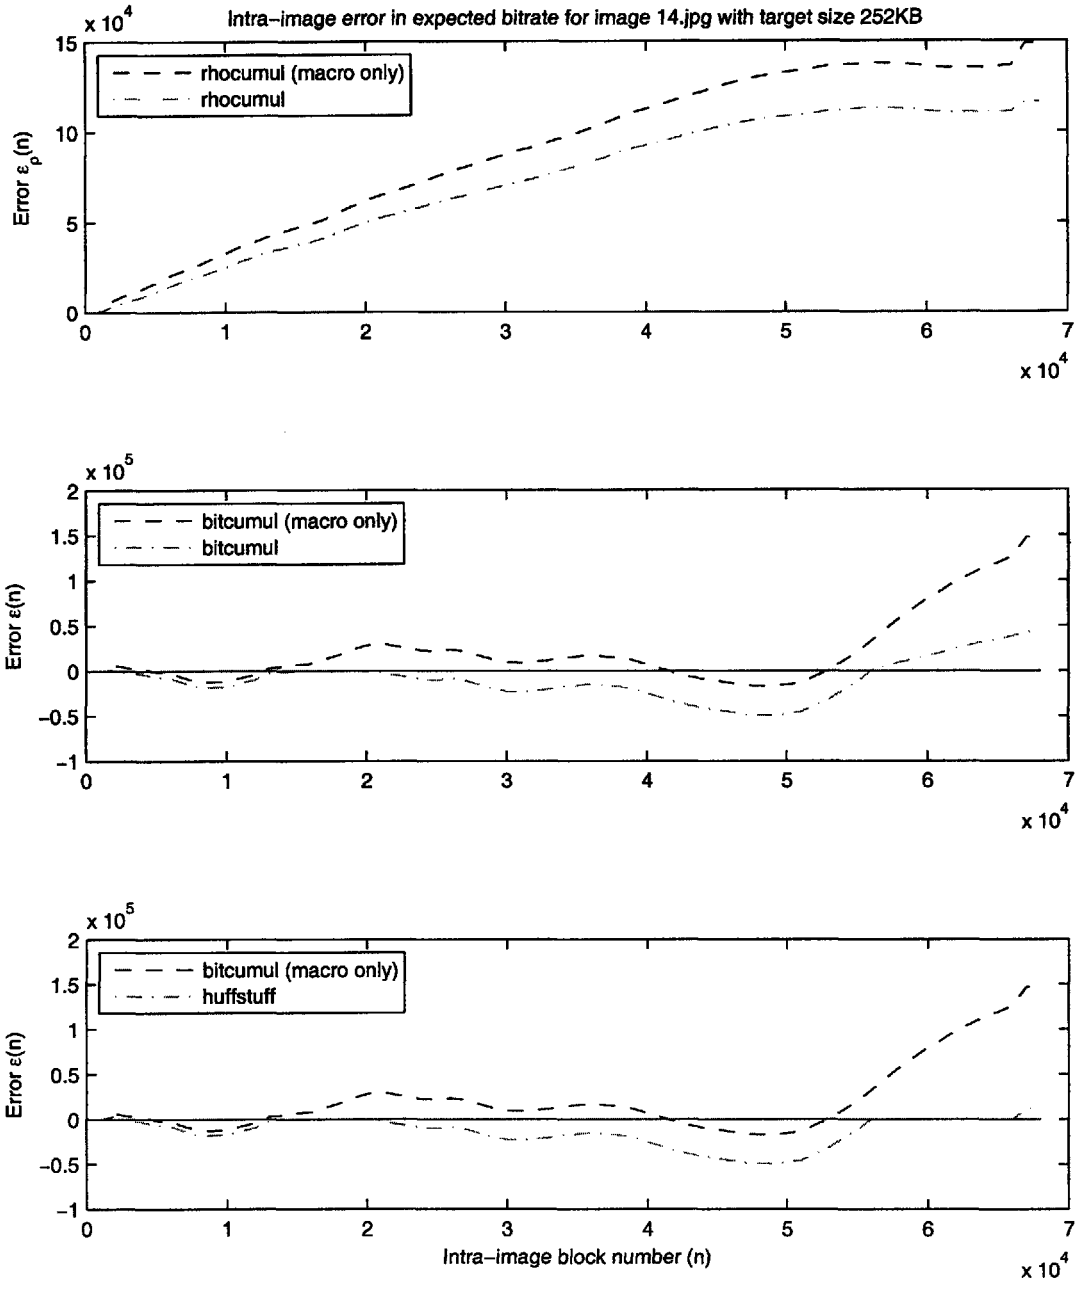 Intra−image error in expected bitrate for image 14.jpg with target size 252KB
x 10^4
15
10
5
0
Error ε_ρ(n)
rhocumul (macro only)
rhocumul
0 1 2 3 4 5 6 7
x 10^4
x 10^5
2
1.5
1
0.5
0
−0.5
−1
Error ε(n)
bitcumul (macro only)
bitcumul
0 1 2 3 4 5 6 7
x 10^4
x 10^5
2
1.5
1
0.5
0
−0.5
−1
Error ε(n)
bitcumul (macro only)
huffstuff
0 1 2 3 4 5 6 7
Intra−image block number (n)
x 10^4